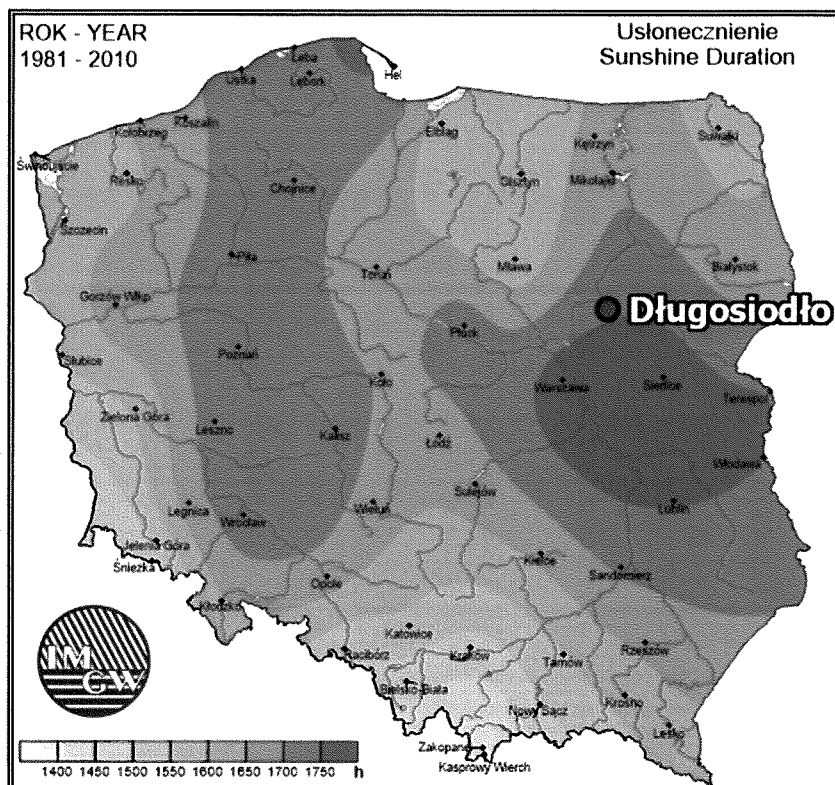 ROK - YEAR
1981 - 2010
Usłonecznienie
Sunshine Duration
Łeba
Ustka
Lębork
Hel
Kołobrzeg
Koszalin
Elbląg
Kętrzyn
Suwałki
Świnoujście
Resko
Chojnice
Olsztyn
Mikołajki
Szczecin
Piła
Toruń
Mława
Białystok
Gorzów Wlkp
Długosiodło
Płock
Słubice
Poznań
Koło
Warszawa
Siedlce
Terespol
Zielona Góra
Leszno
Kalisz
Łódź
Włodawa
Sulejów
Legnica
Wrocław
Wieluń
Lublin
Jelenia Góra
Śnieżka
Kielce
Opole
Sandomierz
Kłodzko
Katowice
Racibórz
Kraków
Tarnów
Rzeszów
Bielsko-Biała
Nowy Sącz
Krosno
Lesko
Zakopane
Kasprowy Wierch
IM
GW
1400 1450 1500 1550 1600 1650 1700 1750 h